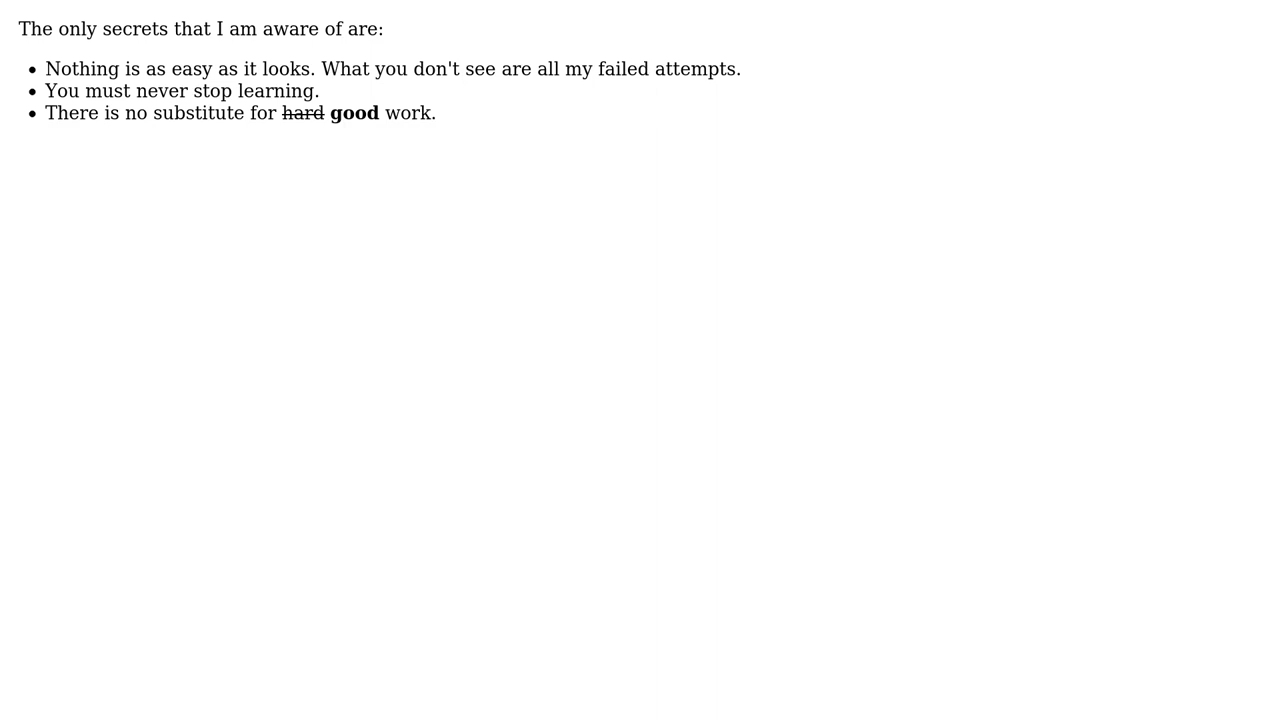 The only secrets that I am aware of are:
• Nothing is as easy as it looks. What you don't see are all my failed attempts.
• You must never stop learning.
• There is no substitute for hard good work.